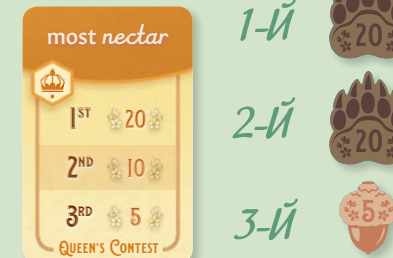 most nectar
1ST 20
2ND 10
3RD 5
QUEEN'S CONTEST
1-Й 20
2-Й 20
3-Й 5